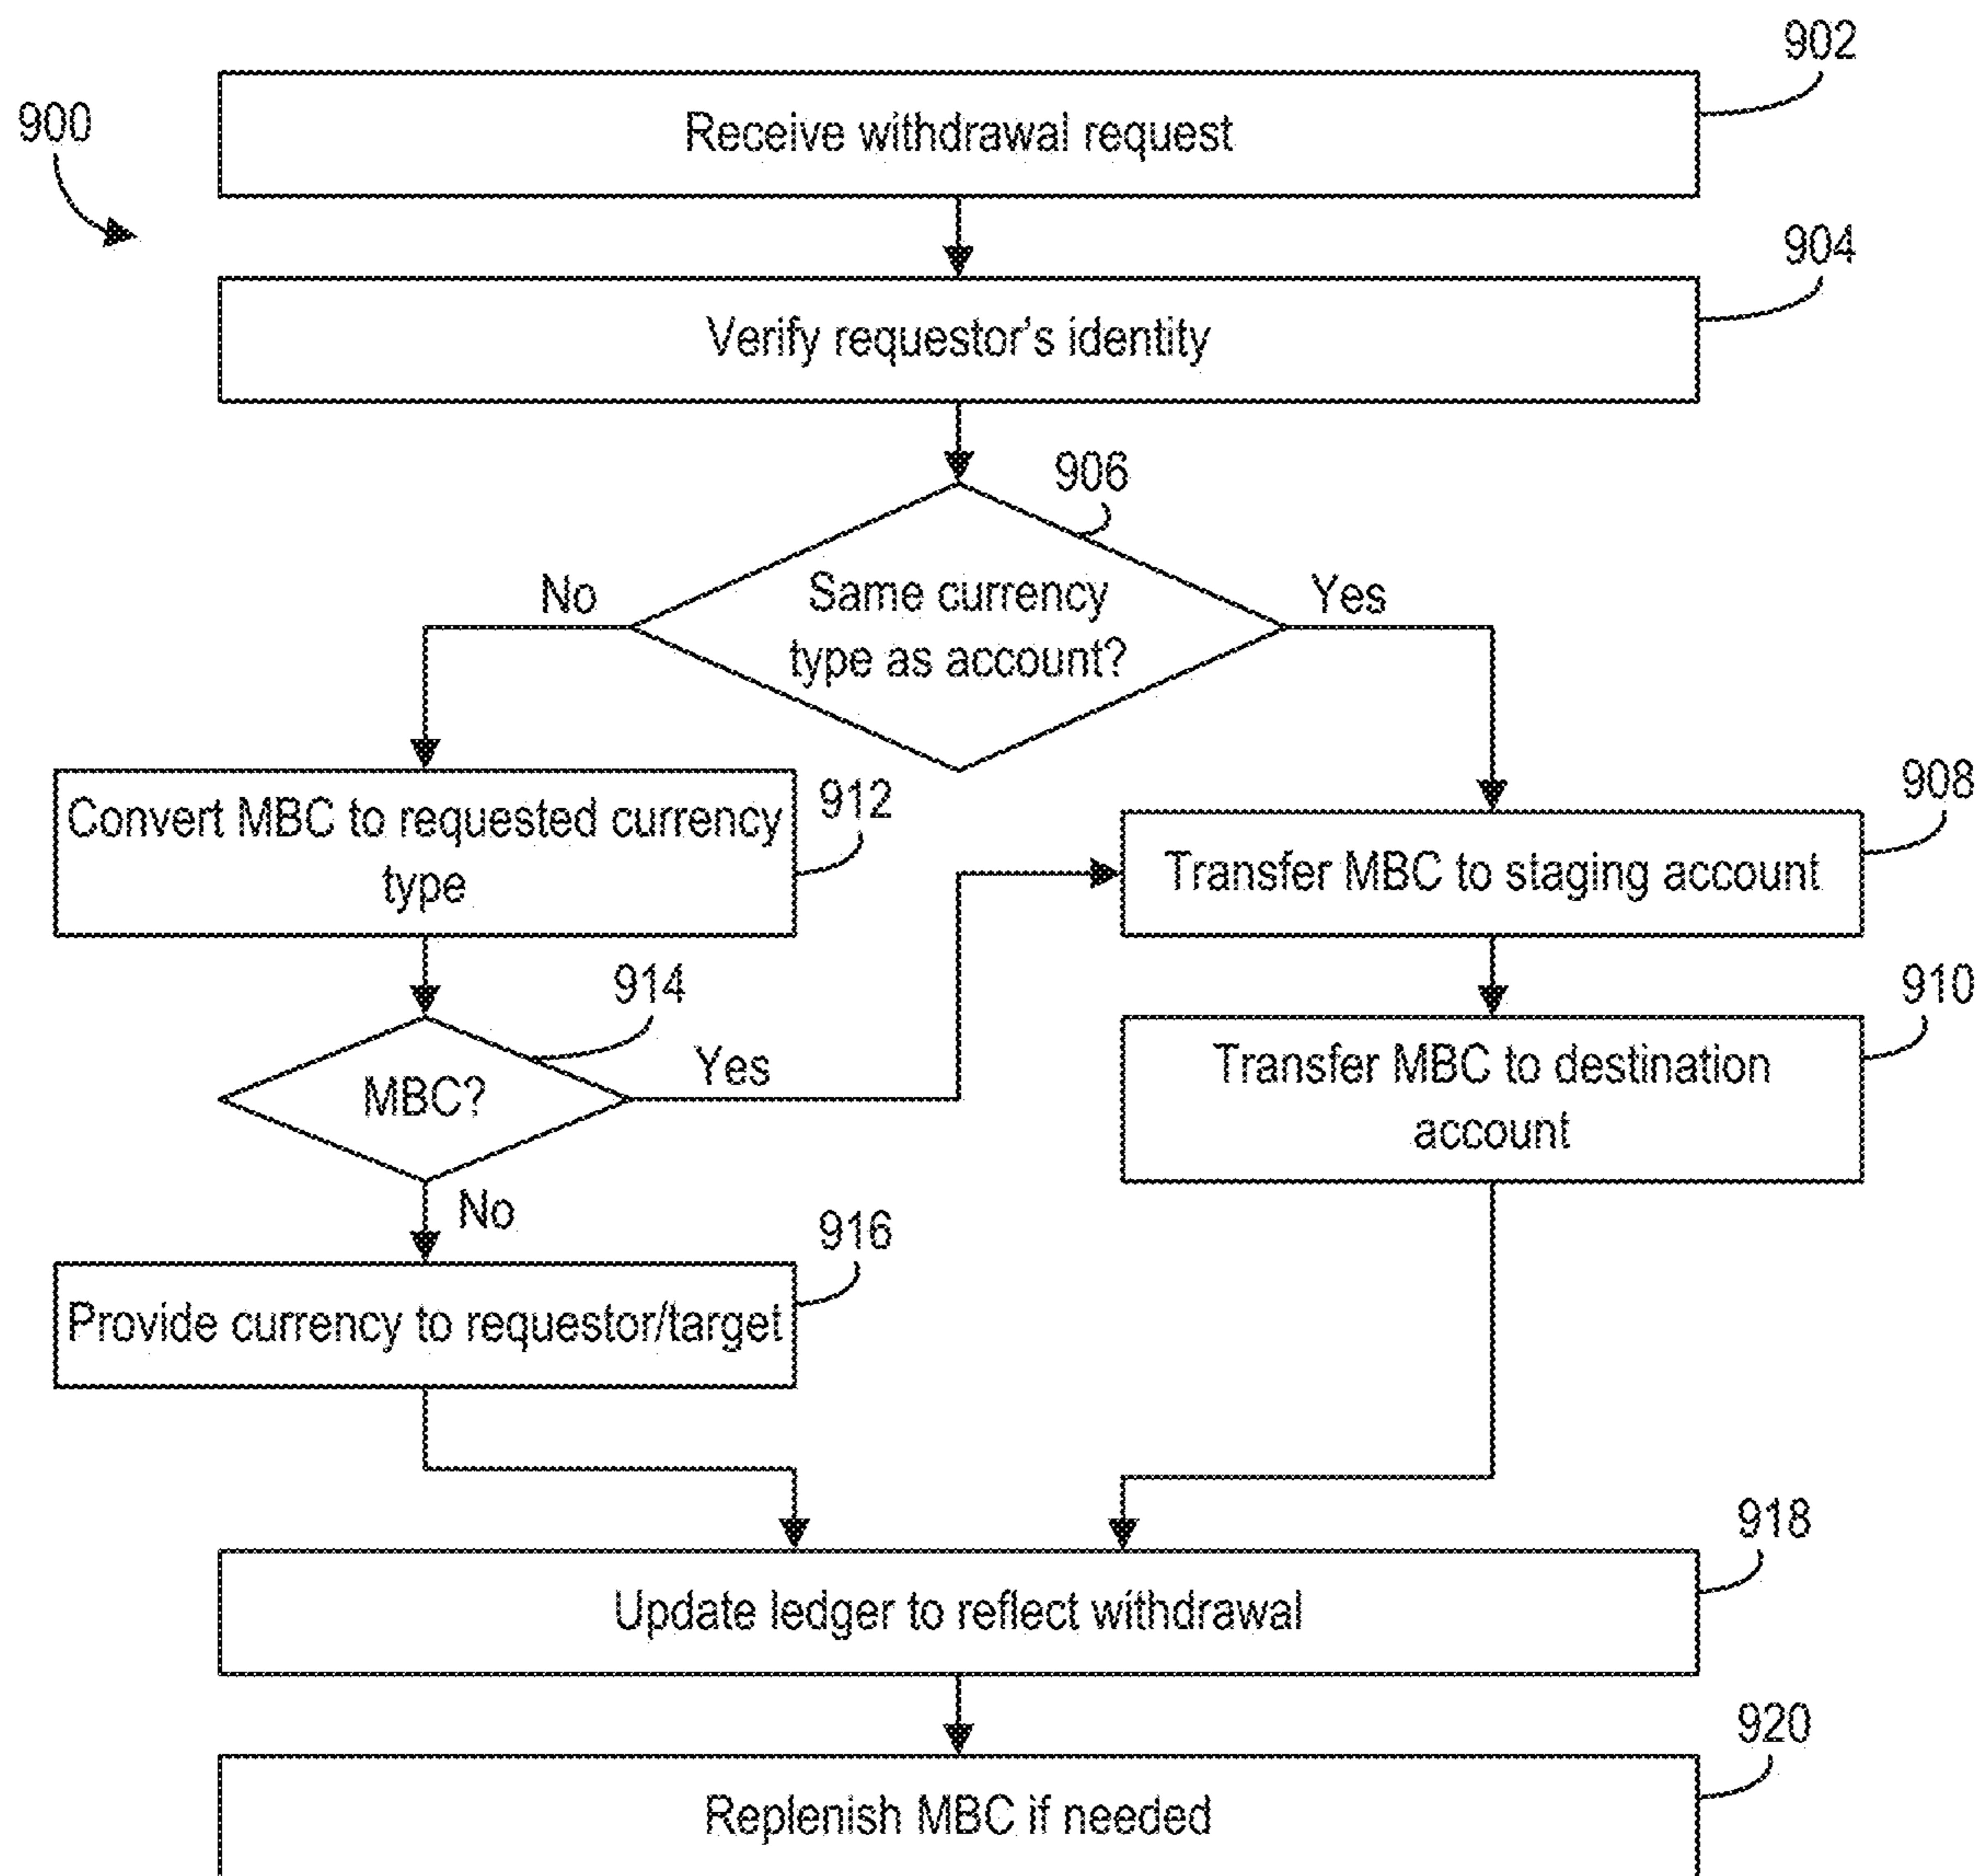 902
900
Receive withdrawal request
904
Verify requestor's identity
906
No
Same currency
type as account?
Yes
912
Convert MBC to requested currency
type
908
Transfer MBC to staging account
914
MBC?
Yes
910
Transfer MBC to destination
account
No
916
Provide currency to requestor/target
918
Update ledger to reflect withdrawal
920
Replenish MBC if needed